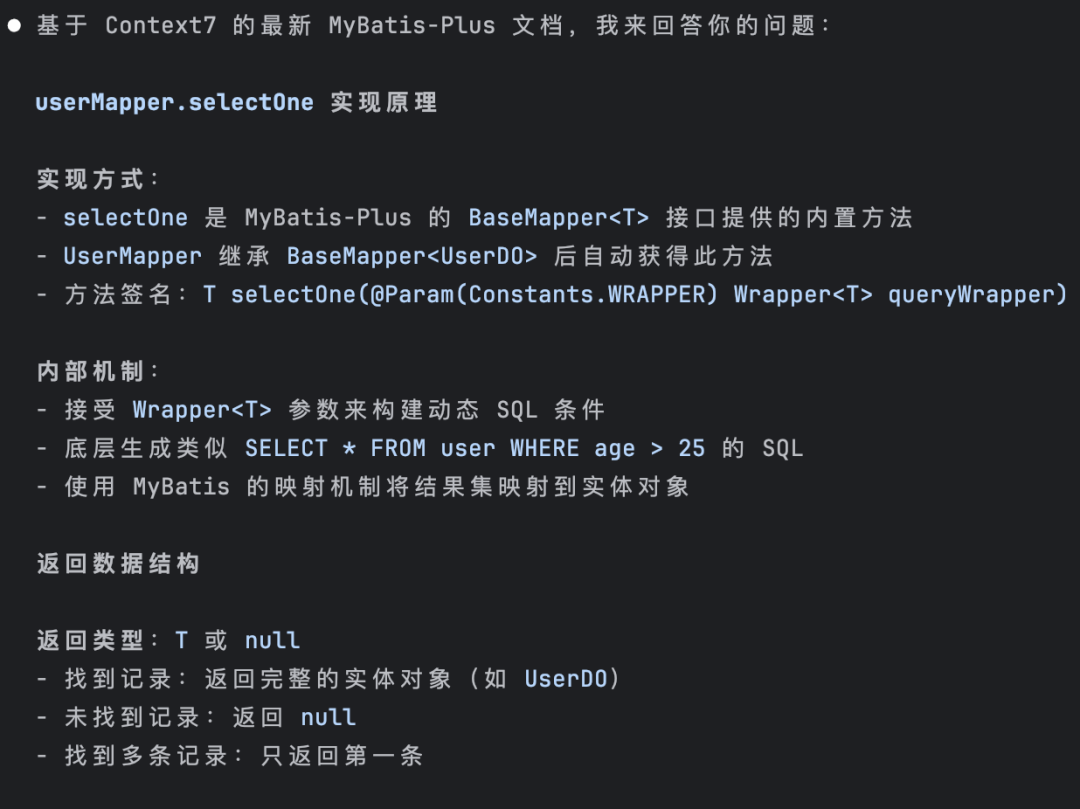 ● 基于 Context7 的最新 MyBatis-Plus 文档，我来回答你的问题：
userMapper.selectOne 实现原理
实现方式：
- selectOne 是 MyBatis-Plus 的 BaseMapper<T> 接口提供的内置方法
- UserMapper 继承 BaseMapper<UserDO> 后自动获得此方法
- 方法签名：T selectOne(@Param(Constants.WRAPPER) Wrapper<T> queryWrapper)
内部机制：
- 接受 Wrapper<T> 参数来构建动态 SQL 条件
- 底层生成类似 SELECT * FROM user WHERE age > 25 的 SQL
- 使用 MyBatis 的映射机制将结果集映射到实体对象
返回数据结构
返回类型：T 或 null
- 找到记录：返回完整的实体对象（如 UserDO）
- 未找到记录：返回 null
- 找到多条记录：只返回第一条